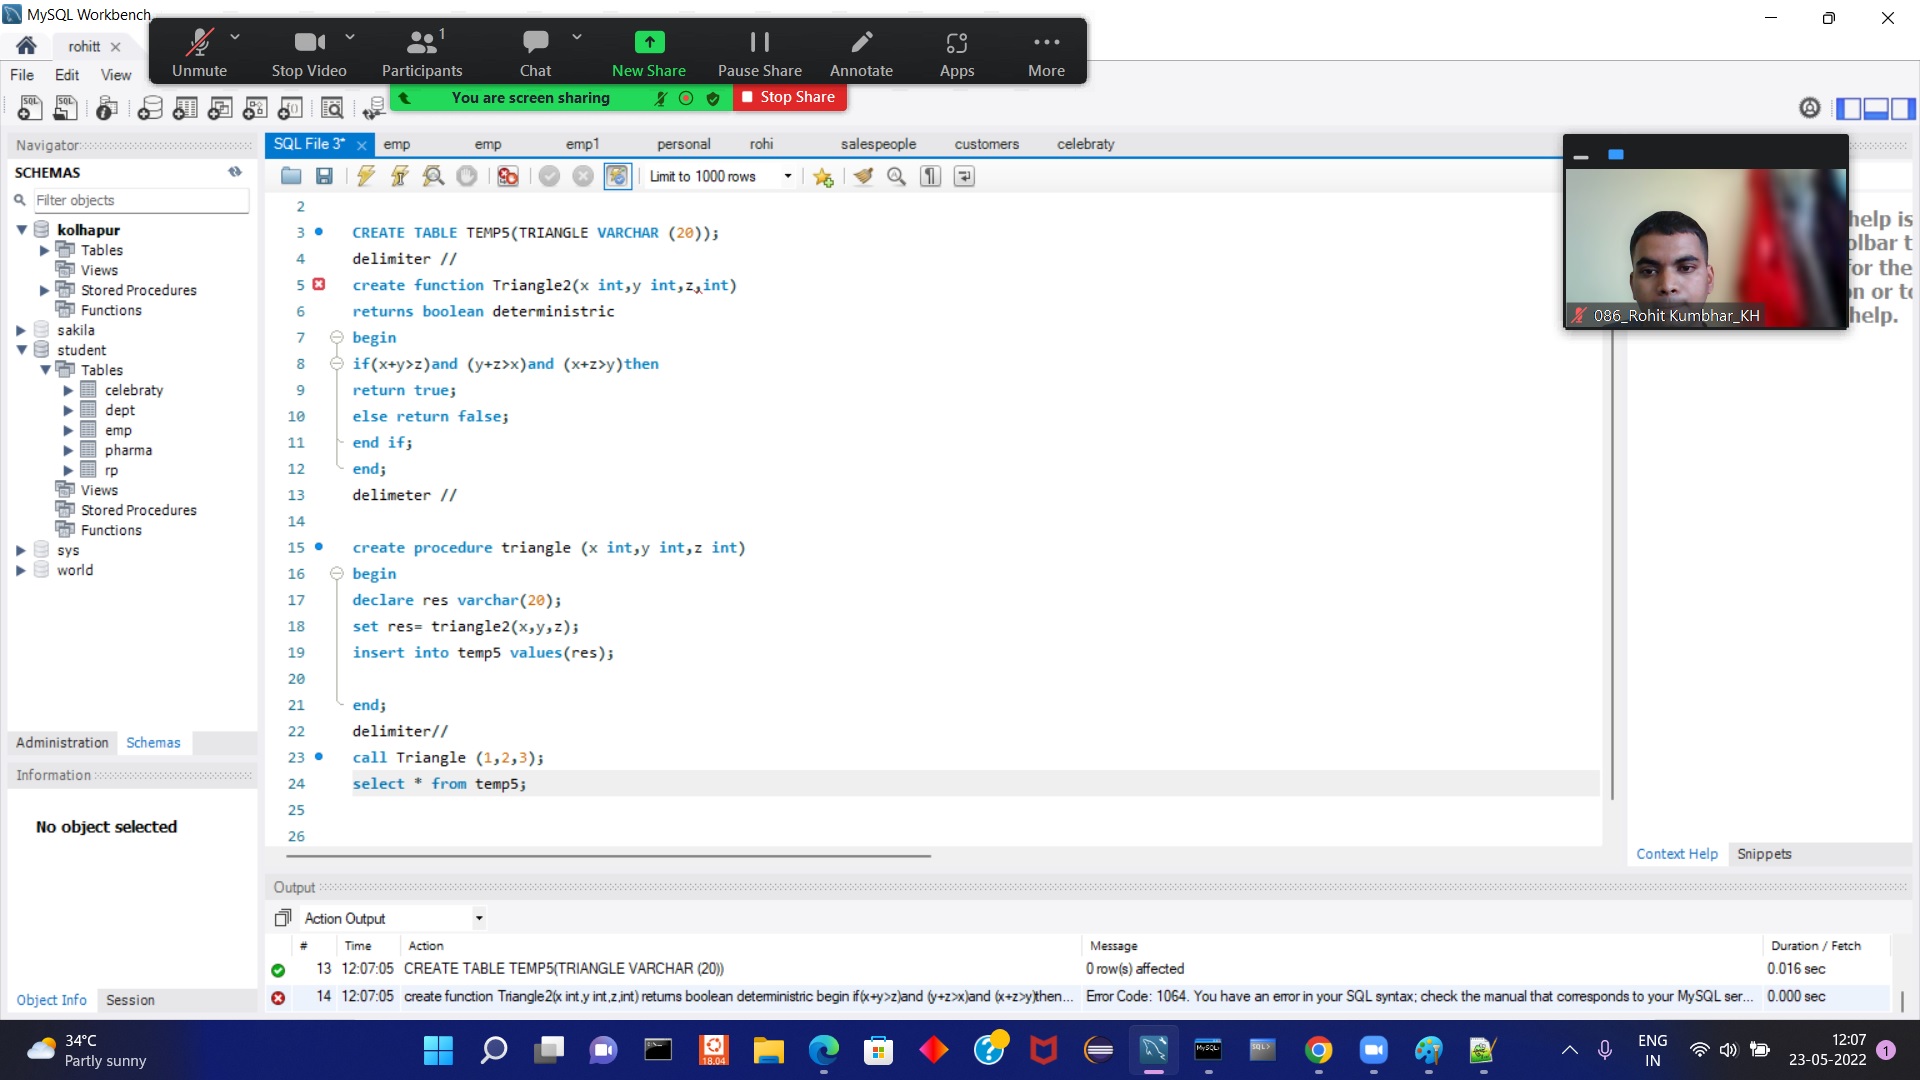 MySQL Workbench
rohitt
File Edit View
Unmute
Stop Video
Participants
1
Chat
New Share
Pause Share
Annotate
Apps
More
You are screen sharing
Stop Share
Navigator
SCHEMAS
Filter objects
kolhapur
Tables
Views
Stored Procedures
Functions
sakila
student
Tables
celebraty
dept
emp
pharma
rp
Views
Stored Procedures
Functions
sys
world
Administration Schemas
Information
No object selected
Object Info Session
SQL File 3* emp emp emp1 personal rohi salespeople customers celebraty
Limit to 1000 rows
2
3 CREATE TABLE TEMP5(TRIANGLE VARCHAR (20));
4 delimiter //
5 create function Triangle2(x int,y int,z,int)
6 returns boolean deterministric
7 begin
8 if(x+y>z)and (y+z>x)and (x+z>y)then
9 return true;
10 else return false;
11 end if;
12 end;
13 delimeter //
14
15 create procedure triangle (x int,y int,z int)
16 begin
17 declare res varchar(20);
18 set res= triangle2(x,y,z);
19 insert into temp5 values(res);
20
21 end;
22 delimiter//
23 call Triangle (1,2,3);
24 select * from temp5;
25
26
086_Rohit Kumbhar_KH
help is
olbar t
for the
n or to
help.
Context Help Snippets
Output
Action Output
# Time Action Message Duration / Fetch
13 12:07:05 CREATE TABLE TEMP5(TRIANGLE VARCHAR (20)) 0 row(s) affected 0.016 sec
14 12:07:05 create function Triangle2(x int,y int,z,int) returns boolean deterministric begin if(x+y>z)and (y+z>x)and (x+z>y)then... Error Code: 1064. You have an error in your SQL syntax; check the manual that corresponds to your MySQL ser... 0.000 sec
34°C
Partly sunny
18.04
ENG
IN
12:07
23-05-2022
1